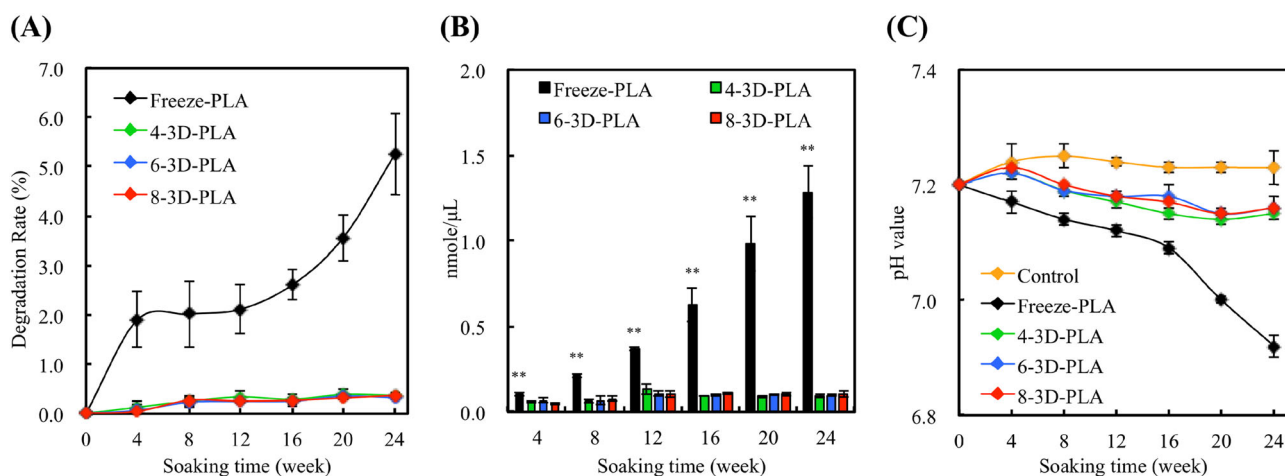 (A)
Degradation Rate (%)
7.0
6.0
5.0
4.0
3.0
2.0
1.0
0.0
Freeze-PLA
4-3D-PLA
6-3D-PLA
8-3D-PLA
0 4 8 12 16 20 24
Soaking time (week)
(B)
nmole/μL
2.0
1.5
1.0
0.5
0.0
Freeze-PLA 4-3D-PLA
6-3D-PLA 8-3D-PLA
** ** ** ** ** **
4 8 12 16 20 24
Soaking time (week)
(C)
pH value
7.4
7.2
7.0
6.8
Control
Freeze-PLA
4-3D-PLA
6-3D-PLA
8-3D-PLA
0 4 8 12 16 20 24
Soaking time (week)